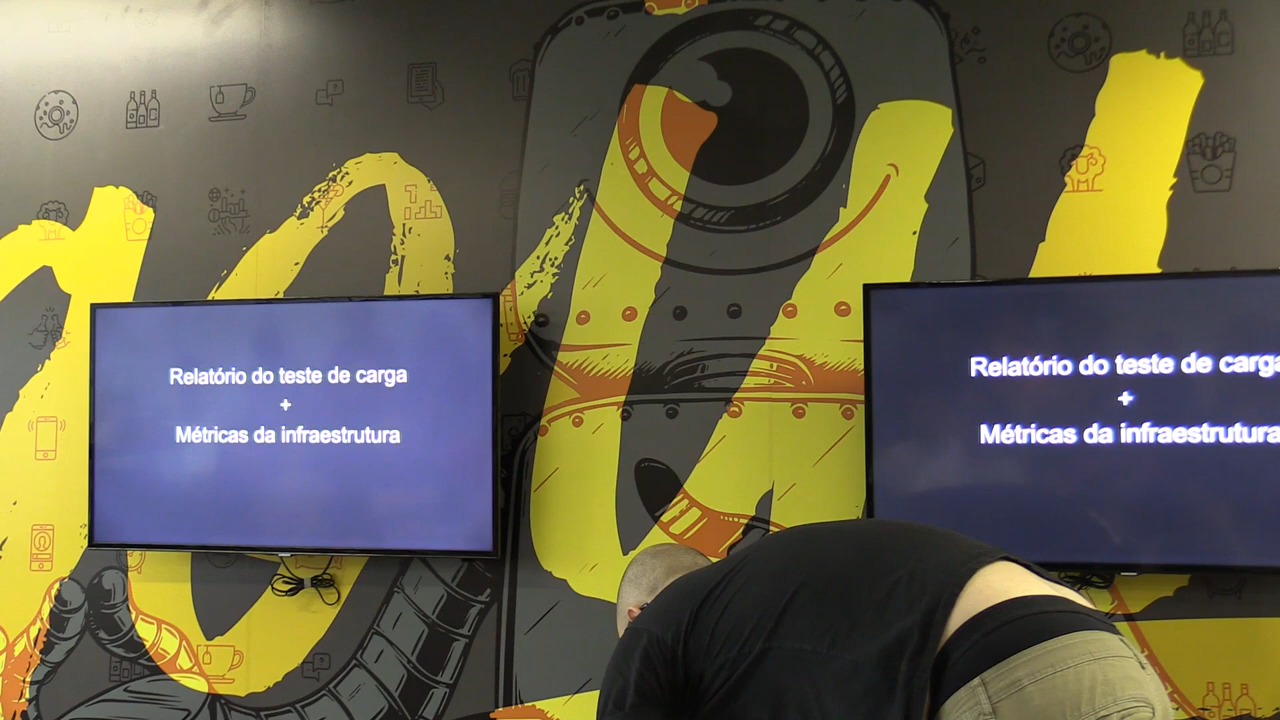 Relatório do teste de carga
+
Métricas da infraestrutura
Relatório do teste de carga
+
Métricas da infraestrutura